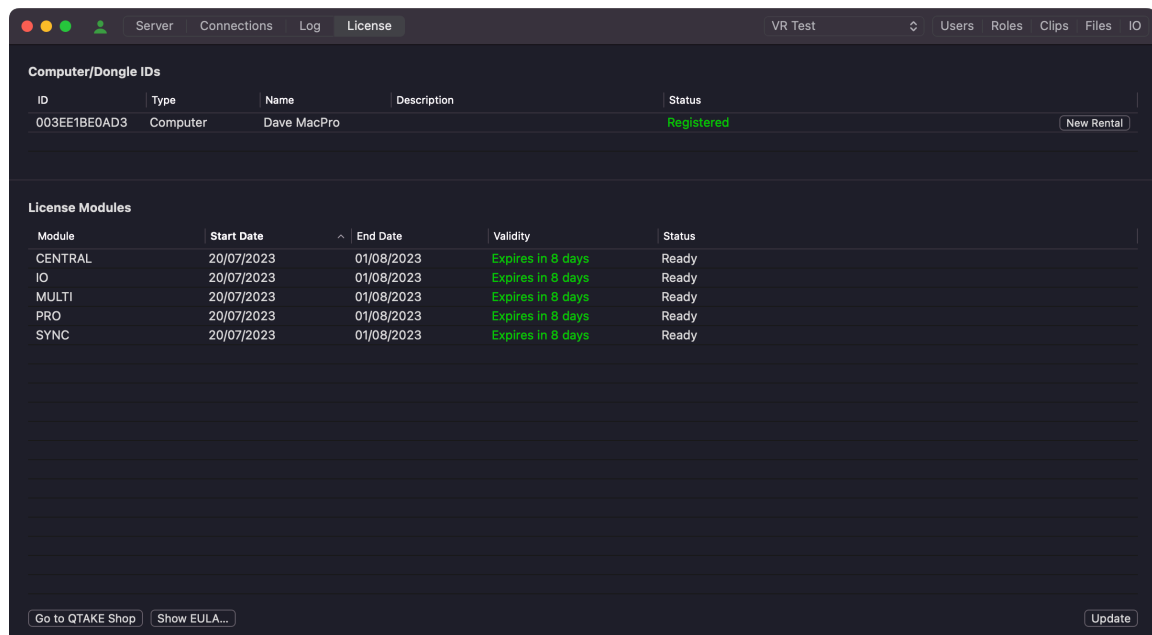 Server Connections Log License VR Test Users Roles Clips Files IO
Computer/Dongle IDs
ID Type Name Description Status
003EE1BE0AD3 Computer Dave MacPro Registered New Rental
License Modules
Module Start Date End Date Validity Status
CENTRAL 20/07/2023 01/08/2023 Expires in 8 days Ready
IO 20/07/2023 01/08/2023 Expires in 8 days Ready
MULTI 20/07/2023 01/08/2023 Expires in 8 days Ready
PRO 20/07/2023 01/08/2023 Expires in 8 days Ready
SYNC 20/07/2023 01/08/2023 Expires in 8 days Ready
Go to QTAKE Shop Show EULA... Update